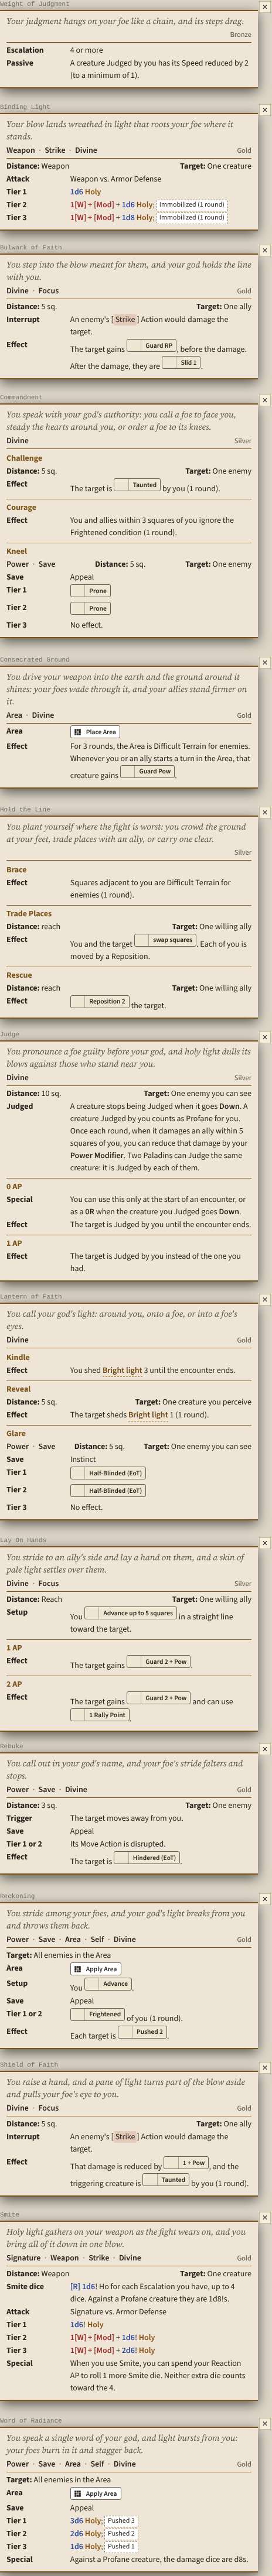 Weight of Judgment
×
Your judgment hangs on your foe like a chain, and its steps drag.
Bronze
Escalation 4 or more
Passive A creature Judged by you has its Speed reduced by 2
(to a minimum of 1).
Binding Light
×
Your blow lands wreathed in light that roots your foe where it
stands.
Weapon · Strike · Divine Gold
Distance: Weapon Target: One creature
Attack Weapon vs. Armor Defense
Tier 1 1d6 Holy
Tier 2 1[W] + [Mod] + 1d6 Holy; Immobilized (1 round)
Tier 3 1[W] + [Mod] + 1d8 Holy; Immobilized (1 round)
Bulwark of Faith
×
You step into the blow meant for them, and your god holds the line
with you.
Divine · Focus Gold
Distance: 5 sq. Target: One ally
Interrupt An enemy's [Strike] Action would damage the
target.
Effect The target gains Guard RP, before the damage.
After the damage, they are Slid 1.
Commandment
×
You speak with your god's authority: you call a foe to face you,
steady the hearts around you, or order a foe to its knees.
Divine Silver
Challenge
Distance: 5 sq. Target: One enemy
Effect The target is Taunted by you (1 round).
Courage
Effect You and allies within 3 squares of you ignore the
Frightened condition (1 round).
Kneel
Power · Save Distance: 5 sq. Target: One enemy
Save Appeal
Tier 1 Prone
Tier 2 Prone
Tier 3 No effect.
Consecrated Ground
×
You drive your weapon into the earth and the ground around it
shines: your foes wade through it, and your allies stand firm on
it.
Area · Divine Gold
Area Place Area
Effect For 3 rounds, the Area is Difficult Terrain for enemies.
Whenever you or an ally starts a turn in the Area, that
creature gains Guard Pow.
Hold the Line
×
You plant yourself where the fight is worst: you crowd the ground
at your feet, trade places with an ally, or carry one clear.
Silver
Brace
Effect Squares adjacent to you are Difficult Terrain for
enemies (1 round).
Trade Places
Distance: reach Target: One willing ally
Effect You and the target swap squares. Each of you is
moved by a Reposition.
Rescue
Distance: reach Target: One willing ally
Effect Reposition 2 the target.
Judge
×
You pronounce a foe guilty before your god, and holy light dulls its
blows against those who stand near you.
Divine Silver
Distance: 10 sq. Target: One enemy you can see
Judged A creature stops being Judged when it goes Down. A
creature Judged by you counts as Profane for you.
Once each round, when it damages an ally within 5
squares of you, you can reduce that damage by your
Power Modifier. Two Paladins can Judge the same
creature: it is Judged by each of them.
0 AP
Special You can use this only at the start of an encounter, or
as a 0R when the creature you Judged goes Down.
Effect The target is Judged by you until the encounter ends.
1 AP
Effect The target is Judged by you instead of the one you
had.
Lantern of Faith
×
You call your god's light: around you, onto a foe, or into a foe's
eyes.
Divine Gold
Kindle
Effect You shed Bright light 3 until the encounter ends.
Reveal
Distance: 5 sq. Target: One creature you perceive
Effect The target sheds Bright light 1 (1 round).
Glare
Power · Save Distance: 5 sq. Target: One enemy you can see
Save Instinct
Tier 1 Half-Blinded (EoT)
Tier 2 Half-Blinded (EoT)
Tier 3 No effect.
Lay On Hands
×
You stride to an ally's side and lay a hand on them, and a skin of
pale light settles over them.
Divine · Focus Silver
Distance: Reach Target: One willing ally
Setup You Advance up to 5 squares in a straight line
toward the target.
1 AP
Effect The target gains Guard 2 + Pow.
2 AP
Effect The target gains Guard 2 + Pow and can use
1 Rally Point.
Rebuke
×
You call out in your god's name, and your foe's stride falters and
stops.
Power · Save · Divine Gold
Distance: 3 sq. Target: One enemy
Trigger The target moves away from you.
Save Appeal
Tier 1 or 2 Its Move Action is disrupted.
Effect The target is Hindered (EoT).
Reckoning
×
You stride among your foes, and your god's light breaks from you
and throws them back.
Power · Save · Area · Self · Divine Gold
Target: All enemies in the Area
Area Apply Area
Setup You Advance.
Save Appeal
Tier 1 or 2 Frightened of you (1 round).
Effect Each target is Pushed 2.
Shield of Faith
×
You raise a hand, and a pane of light turns part of the blow aside
and pulls your foe's eye to you.
Divine · Focus Gold
Distance: 5 sq. Target: One ally
Interrupt An enemy's [Strike] Action would damage the
target.
Effect That damage is reduced by 1 + Pow, and the
triggering creature is Taunted by you (1 round).
Smite
×
Holy light gathers on your weapon as the fight wears on, and you
bring all of it down in one blow.
Signature · Weapon · Strike · Divine Gold
Distance: Weapon Target: One creature
Smite dice [R] 1d6! Ho for each Escalation you have, up to 4
dice. Against a Profane creature they are 1d8!s.
Attack Signature vs. Armor Defense
Tier 1 1d6! Holy
Tier 2 1[W] + [Mod] + 1d6! Holy
Tier 3 1[W] + [Mod] + 2d6! Holy
Special When you use Smite, you can spend your Reaction
AP to roll 1 more Smite die. Neither extra die counts
toward the 4.
Word of Radiance
×
You speak a single word of your god, and light bursts from you:
your foes burn in it and stagger back.
Power · Save · Area · Self · Divine Gold
Target: All enemies in the Area
Area Apply Area
Save Appeal
Tier 1 3d6 Holy; Pushed 3
Tier 2 2d6 Holy; Pushed 2
Tier 3 1d6 Holy; Pushed 1
Special Against a Profane creature, the damage dice are d8s.